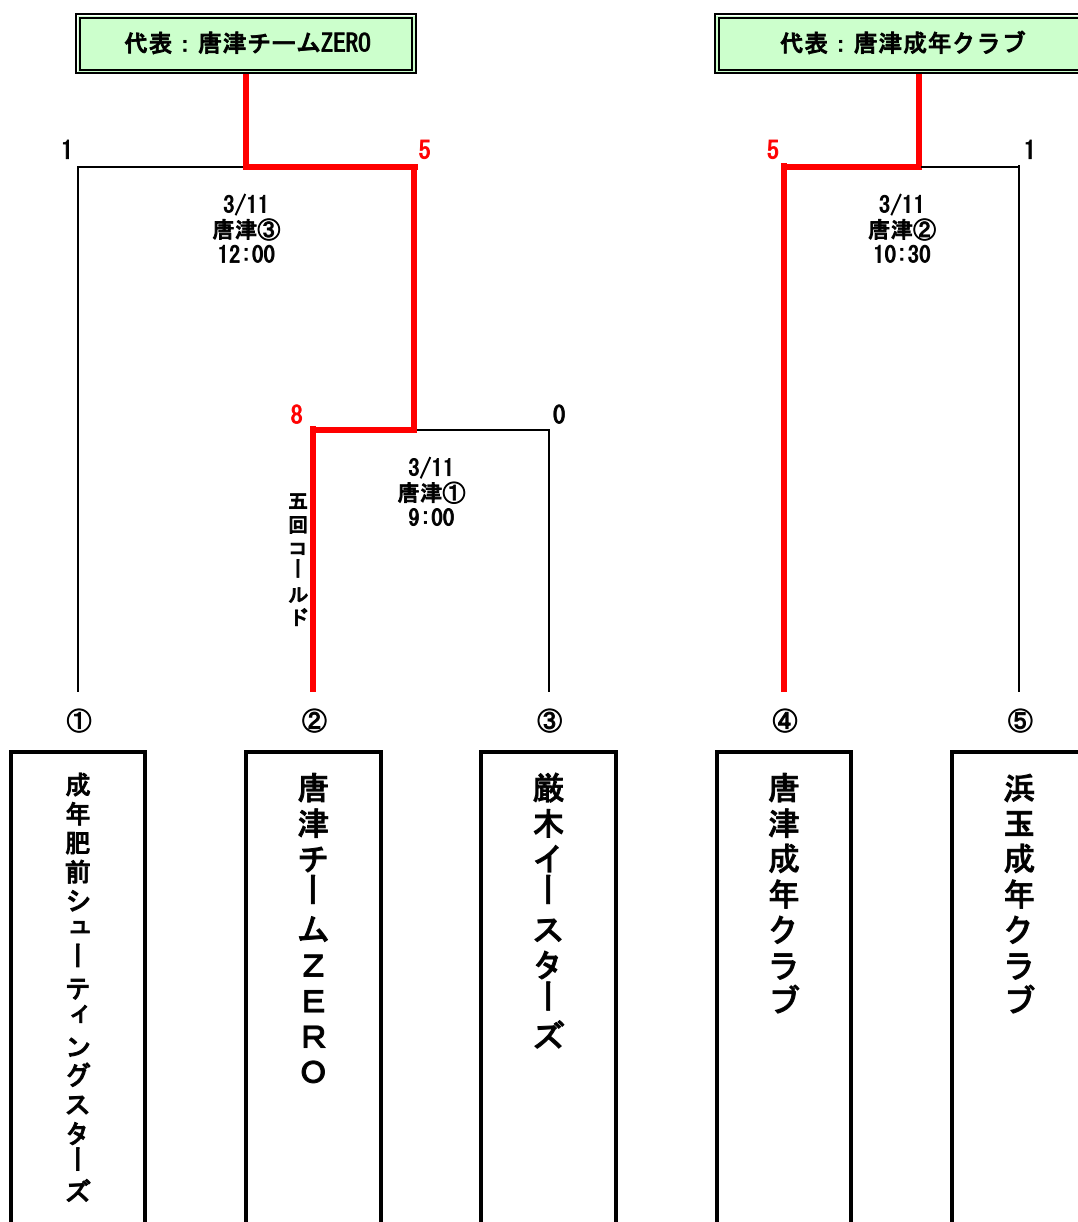 代表：唐津チームZERO
代表：唐津成年クラブ
1
5
5
1
3/11
唐津③
12:00
3/11
唐津②
10:30
8
0
3/11
唐津①
9:00
五回コールド
①
②
③
④
⑤
成年肥前シューティングスターズ
唐津チームＺＥＲＯ
厳木イースターズ
唐津成年クラブ
浜玉成年クラブ